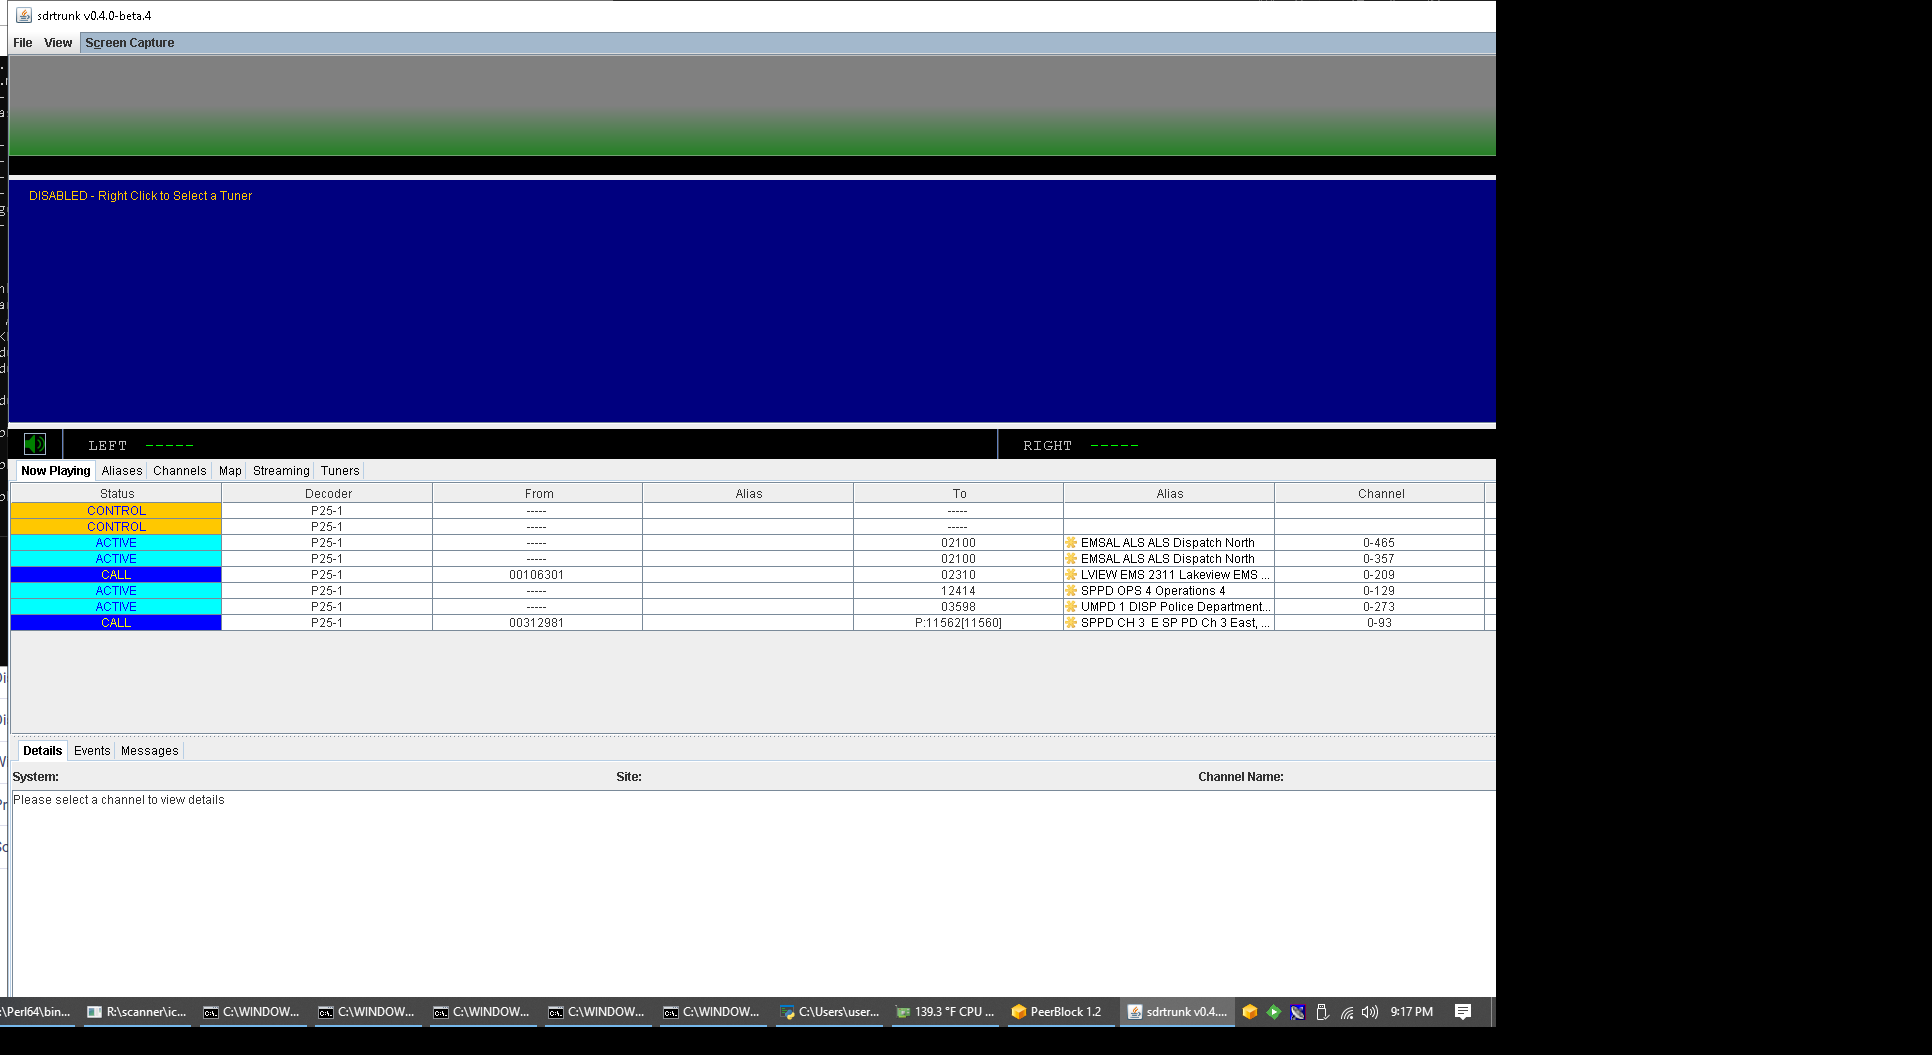 sdrtrunk v0.4.0-beta.4
File View Screen Capture
DISABLED - Right Click to Select a Tuner
LEFT ----- RIGHT -----
Now Playing Aliases Channels Map Streaming Tuners
Status Decoder From Alias To Alias Channel
CONTROL P25-1 ----- -----
CONTROL P25-1 ----- -----
ACTIVE P25-1 ----- 02100 EMSAL ALS ALS Dispatch North 0-465
ACTIVE P25-1 ----- 02100 EMSAL ALS ALS Dispatch North 0-357
CALL P25-1 00106301 02310 LVIEW EMS 2311 Lakeview EMS ... 0-209
ACTIVE P25-1 ----- 12414 SPPD OPS 4 Operations 4 0-129
ACTIVE P25-1 ----- 03598 UMPD 1 DISP Police Department... 0-273
CALL P25-1 00312981 P:11562[11560] SPPD CH 3 E SP PD Ch 3 East, ... 0-93
Details Events Messages
System: Site: Channel Name:
Please select a channel to view details
:\Perl64\bin... R:\scanner\ic... C:\WINDOW... C:\WINDOW... C:\WINDOW... C:\WINDOW... C:\WINDOW... C:\Users\user... 139.3 °F CPU ... PeerBlock 1.2 sdrtrunk v0.4.... 9:17 PM